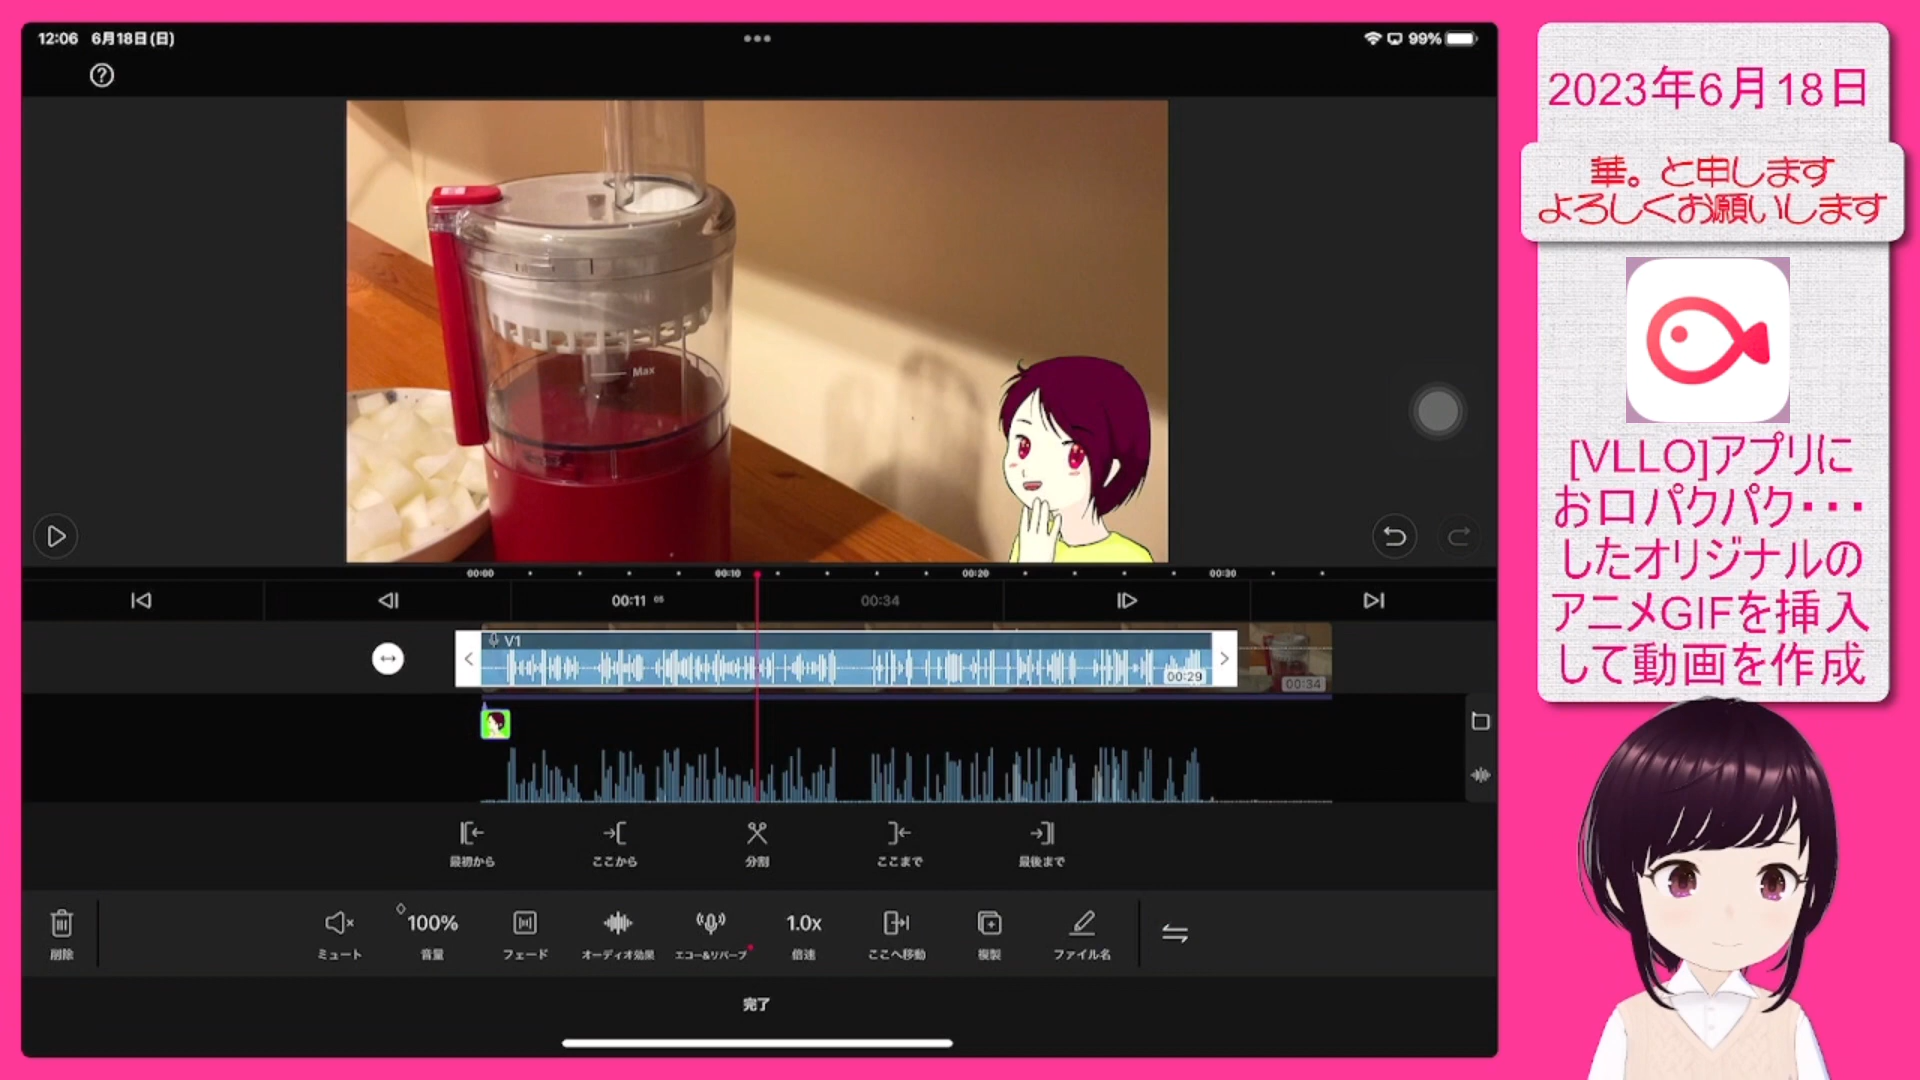 12:06 6月18日(日)
99%
Max
00:00
00:10
00:20
00:30
00:11 05
00:34
V1
00:29
00:34
最初から
ここから
分割
ここまで
最後まで
削除
ミュート
100%
音量
フェード
オーディオ効果
エコー&リバーブ
1.0x
倍速
ここへ移動
複製
ファイル名
完了
2023年6月18日
華。と申します
よろしくお願いします
[VLLO]アプリに
お口パクパク・・・
したオリジナルの
アニメGIFを挿入
して動画を作成